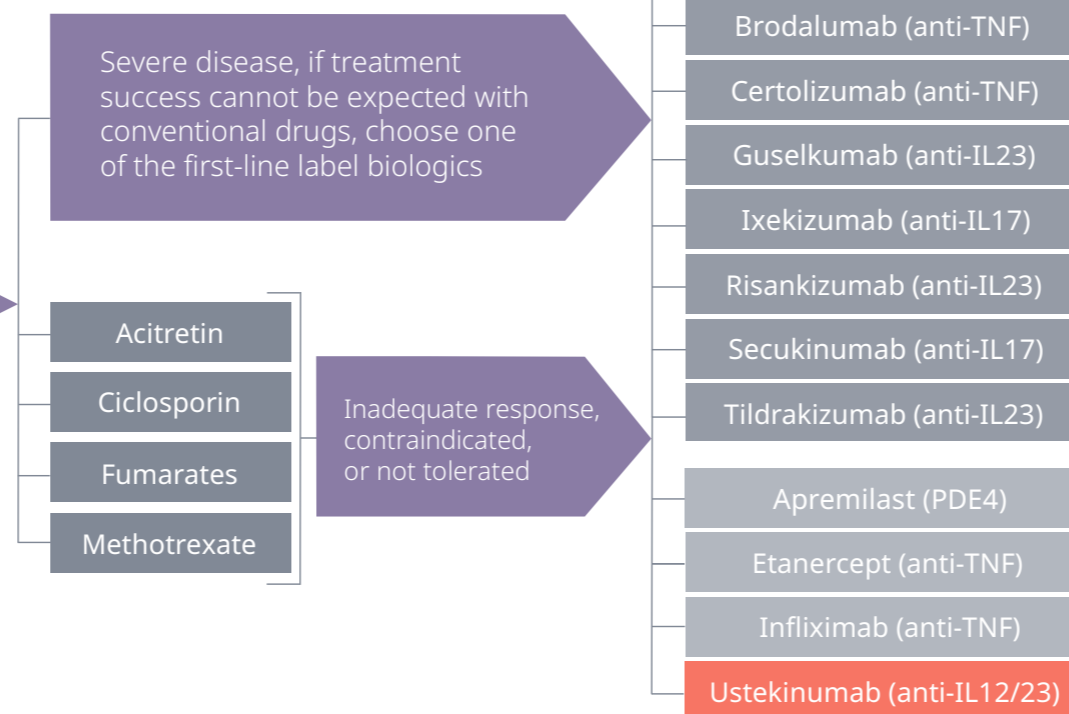 Severe disease, if treatment
success cannot be expected with
conventional drugs, choose one
of the first-line label biologics
Acitretin
Ciclosporin
Fumarates
Methotrexate
Inadequate response,
contraindicated,
or not tolerated
Brodalumab (anti-TNF)
Certolizumab (anti-TNF)
Guselkumab (anti-IL23)
Ixekizumab (anti-IL17)
Risankizumab (anti-IL23)
Secukinumab (anti-IL17)
Tildrakizumab (anti-IL23)
Apremilast (PDE4)
Etanercept (anti-TNF)
Infliximab (anti-TNF)
Ustekinumab (anti-IL12/23)